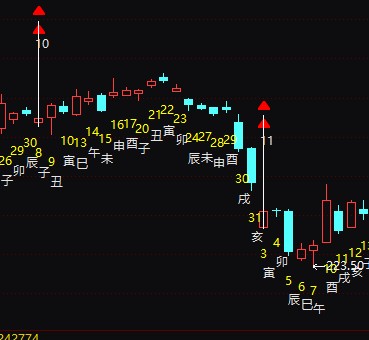 10
26 子
29 卯
30 辰
8 子
9 丑
10 寅
13 巳
14 午
15 未
16 申
17 酉
20 子
21 丑
22 寅
23 卯
24 辰
27 未
28 申
29 酉
30 戌
31 亥
11
3 寅
4 卯
5 辰
6 巳
7 午
223.50
10 酉
11 戌
12 亥
13 子
242774